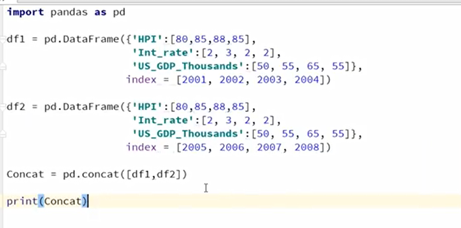 import pandas as pd
df1 = pd.DataFrame({'HPI':[80,85,88,85],
'Int_rate':[2, 3, 2, 2],
'US_GDP_Thousands':[50, 55, 65, 55]},
index = [2001, 2002, 2003, 2004])
df2 = pd.DataFrame({'HPI':[80,85,88,85],
'Int_rate':[2, 3, 2, 2],
'US_GDP_Thousands':[50, 55, 65, 55]},
index = [2005, 2006, 2007, 2008])
Concat = pd.concat([df1,df2])
print(Concat)